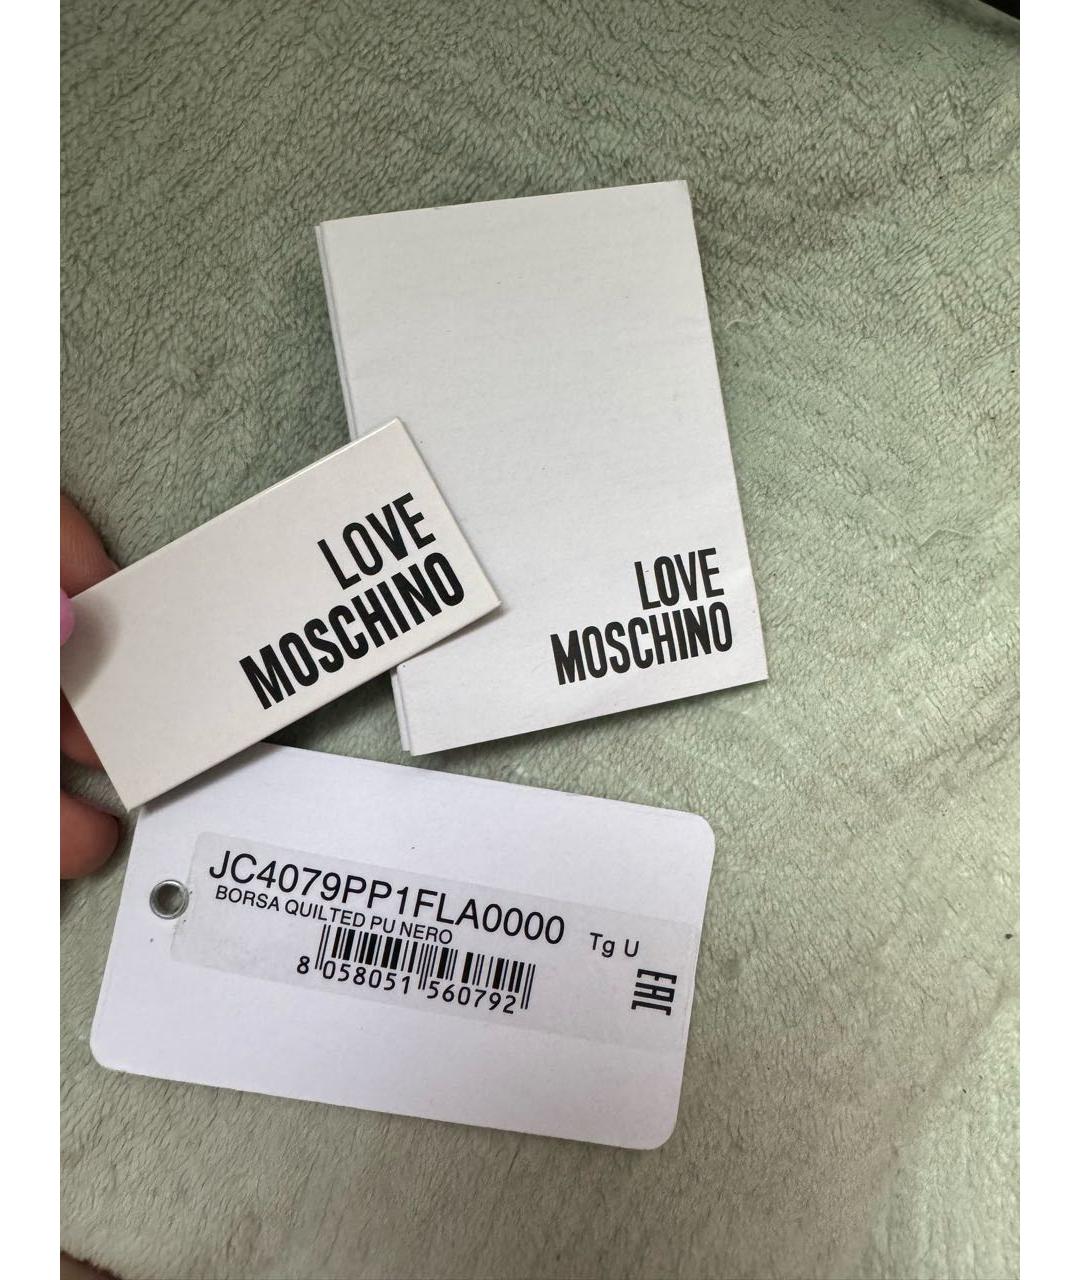 LOVE
MOSCHINO
LOVE
MOSCHINO
JC4079PP1FLA0000
BORSA QUILTED PU NERO
Tg U
8 058051 560792
EAC